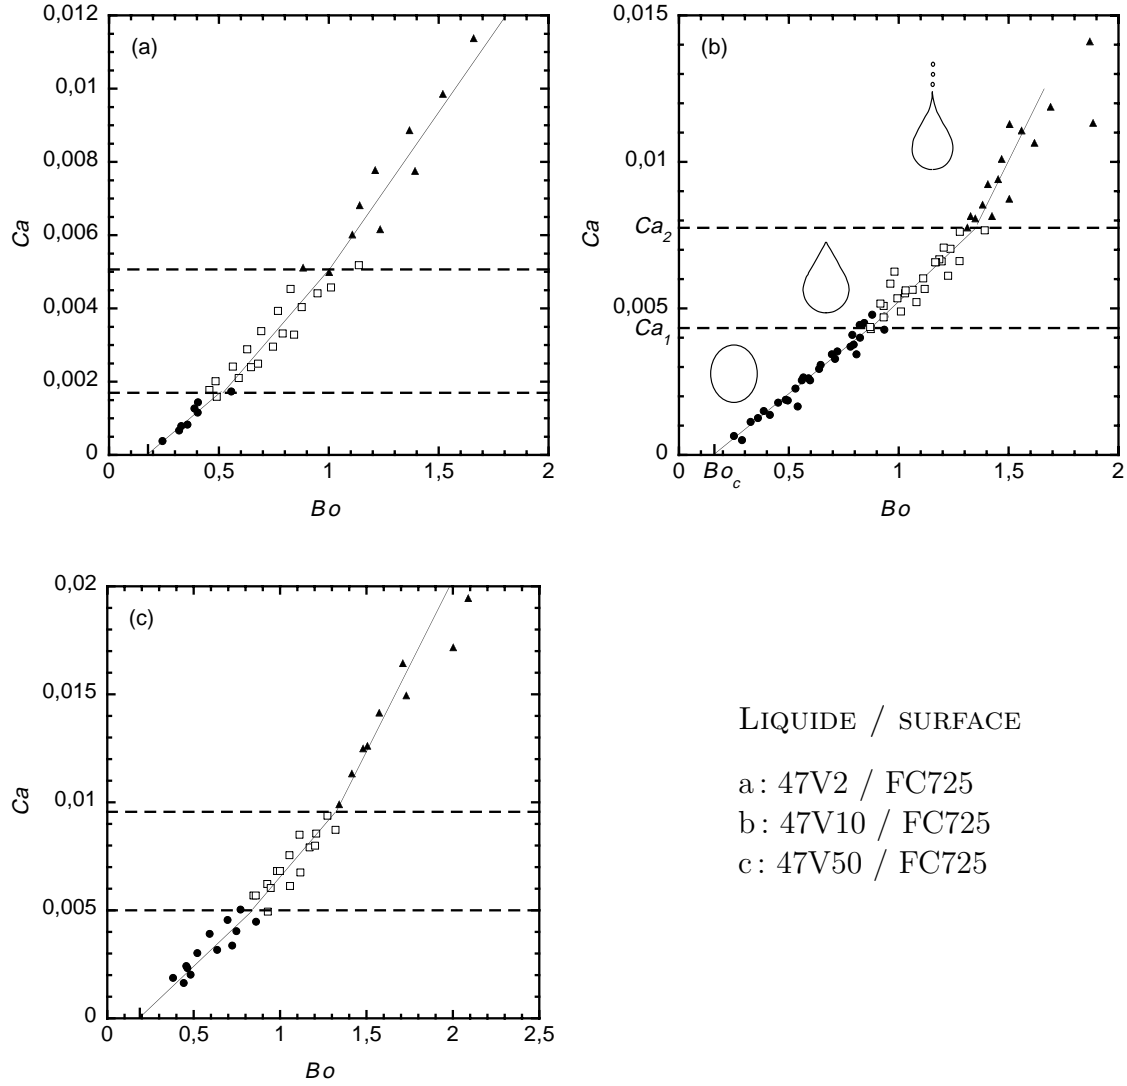 0,012
0,01
0,008
0,006
0,004
0,002
0
Ca
(a)
0 0,5 1 1,5 2
Bo
0,015
0,01
0,005
0
Ca
Ca2
Ca1
(b)
0 Boc 0,5 1 1,5 2
Bo
0,02
0,015
0,01
0,005
0
Ca
(c)
0 0,5 1 1,5 2 2,5
Bo
LIQUIDE / SURFACE
a : 47V2 / FC725
b : 47V10 / FC725
c : 47V50 / FC725